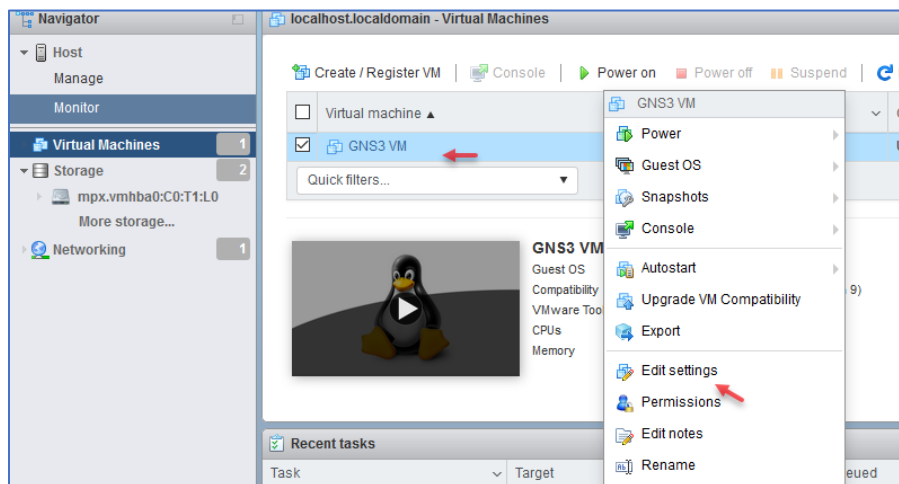 Navigator
localhost.localdomain - Virtual Machines
Host
Manage
Monitor
Virtual Machines 1
Storage 2
mpx.vmhba0:C0:T1:L0
More storage...
Networking 1
Create / Register VM
Console
Power on
Power off
Suspend
Virtual machine ▲
GNS3 VM
Quick filters...
GNS3 VM
Guest OS
Compatibility
VMware Too
CPUs
Memory
9)
GNS3 VM
Power
Guest OS
Snapshots
Console
Autostart
Upgrade VM Compatibility
Export
Edit settings
Permissions
Edit notes
Rename
Recent tasks
Task
Target
eued